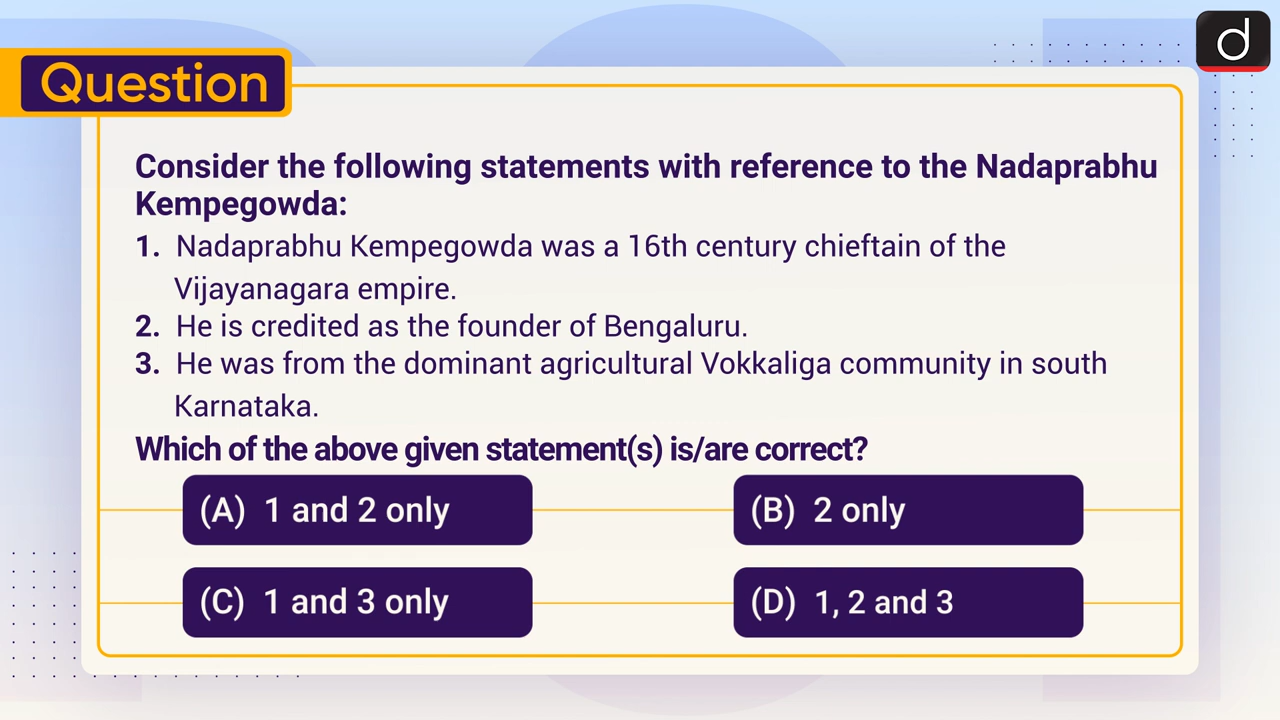 d
Question
Consider the following statements with reference to the Nadaprabhu
Kempegowda:
1. Nadaprabhu Kempegowda was a 16th century chieftain of the
Vijayanagara empire.
2. He is credited as the founder of Bengaluru.
3. He was from the dominant agricultural Vokkaliga community in south
Karnataka.
Which of the above given statement(s) is/are correct?
(A) 1 and 2 only
(B) 2 only
(C) 1 and 3 only
(D) 1, 2 and 3